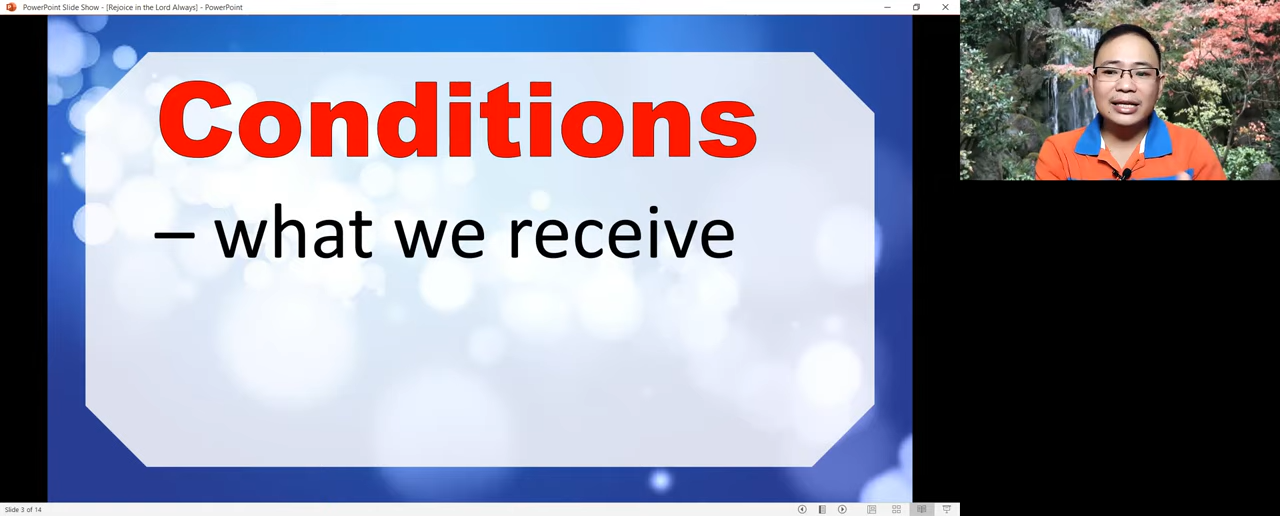 PowerPoint Slide Show - [Rejoice in the Lord Always] - PowerPoint
Conditions
– what we receive
Slide 3 of 14